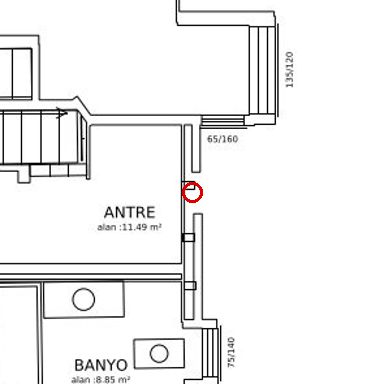 135/120
65/160
ANTRE
alan :11.49 m²
75/140
BANYO
alan :8.85 m²